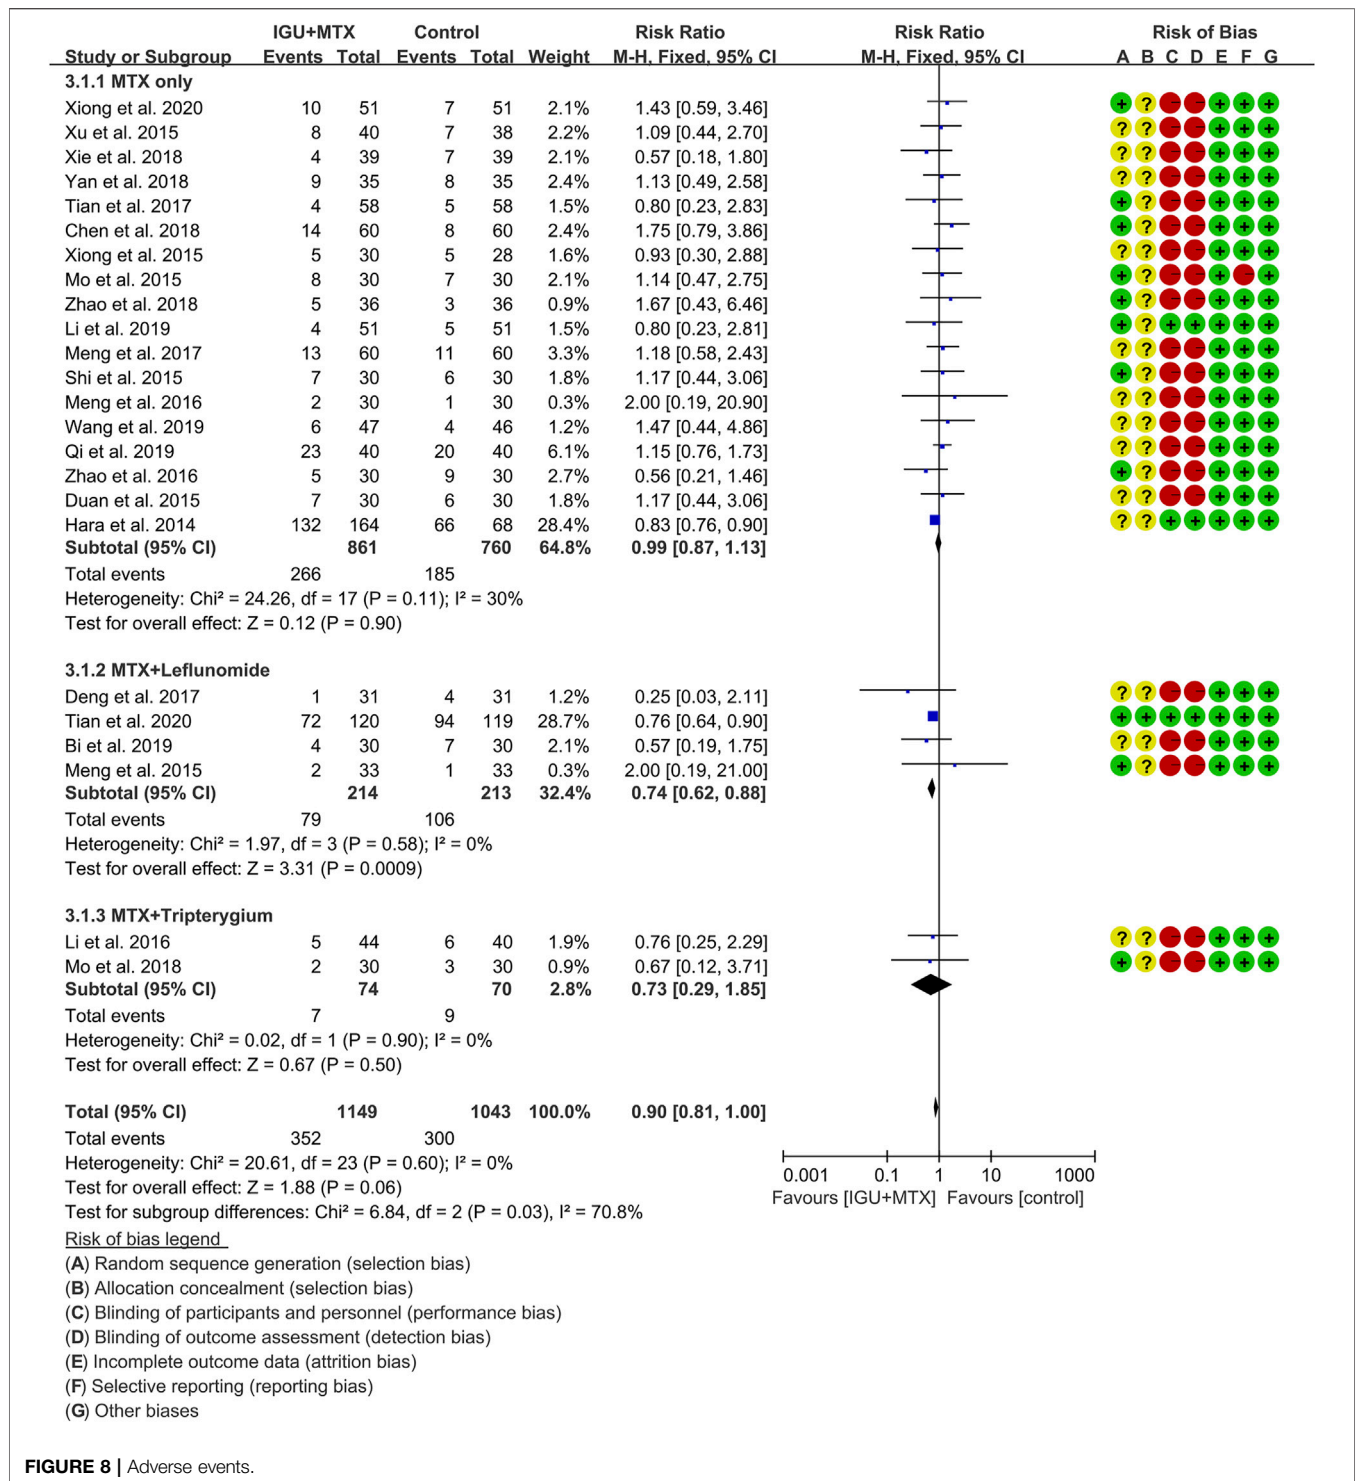 IGU+MTX Control Risk Ratio Risk Ratio Risk of Bias
Study or Subgroup Events Total Events Total Weight M-H, Fixed, 95% CI M-H, Fixed, 95% CI A B C D E F G
3.1.1 MTX only
Xiong et al. 2020 10 51 7 51 2.1% 1.43 [0.59, 3.46] + ? - - + + +
Xu et al. 2015 8 40 7 38 2.2% 1.09 [0.44, 2.70] ? ? - - + + +
Xie et al. 2018 4 39 7 39 2.1% 0.57 [0.18, 1.80] ? ? - - + + +
Yan et al. 2018 9 35 8 35 2.4% 1.13 [0.49, 2.58] ? ? - - + + +
Tian et al. 2017 4 58 5 58 1.5% 0.80 [0.23, 2.83] + ? - - + + +
Chen et al. 2018 14 60 8 60 2.4% 1.75 [0.79, 3.86] + ? - - + + +
Xiong et al. 2015 5 30 5 28 1.6% 0.93 [0.30, 2.88] ? ? - - + + +
Mo et al. 2015 8 30 7 30 2.1% 1.14 [0.47, 2.75] + ? - - + - +
Zhao et al. 2018 5 36 3 36 0.9% 1.67 [0.43, 6.46] + ? - - + + +
Li et al. 2019 4 51 5 51 1.5% 0.80 [0.23, 2.81] + ? + + + + +
Meng et al. 2017 13 60 11 60 3.3% 1.18 [0.58, 2.43] ? ? - - + + +
Shi et al. 2015 7 30 6 30 1.8% 1.17 [0.44, 3.06] + ? - - + + +
Meng et al. 2016 2 30 1 30 0.3% 2.00 [0.19, 20.90] ? ? - - + + +
Wang et al. 2019 6 47 4 46 1.2% 1.47 [0.44, 4.86] ? ? - - + + +
Qi et al. 2019 23 40 20 40 6.1% 1.15 [0.76, 1.73] ? ? - - + + +
Zhao et al. 2016 5 30 9 30 2.7% 0.56 [0.21, 1.46] + ? - - + + +
Duan et al. 2015 7 30 6 30 1.8% 1.17 [0.44, 3.06] ? ? - - + + +
Hara et al. 2014 132 164 66 68 28.4% 0.83 [0.76, 0.90] ? ? + + + + +
Subtotal (95% CI) 861 760 64.8% 0.99 [0.87, 1.13]
Total events 266 185
Heterogeneity: Chi² = 24.26, df = 17 (P = 0.11); I² = 30%
Test for overall effect: Z = 0.12 (P = 0.90)
3.1.2 MTX+Leflunomide
Deng et al. 2017 1 31 4 31 1.2% 0.25 [0.03, 2.11] ? ? - - + + +
Tian et al. 2020 72 120 94 119 28.7% 0.76 [0.64, 0.90] + + + + + + +
Bi et al. 2019 4 30 7 30 2.1% 0.57 [0.19, 1.75] ? ? - - + + +
Meng et al. 2015 2 33 1 33 0.3% 2.00 [0.19, 21.00] + ? - - + + +
Subtotal (95% CI) 214 213 32.4% 0.74 [0.62, 0.88]
Total events 79 106
Heterogeneity: Chi² = 1.97, df = 3 (P = 0.58); I² = 0%
Test for overall effect: Z = 3.31 (P = 0.0009)
3.1.3 MTX+Tripterygium
Li et al. 2016 5 44 6 40 1.9% 0.76 [0.25, 2.29] ? ? - - + + +
Mo et al. 2018 2 30 3 30 0.9% 0.67 [0.12, 3.71] + ? - - + + +
Subtotal (95% CI) 74 70 2.8% 0.73 [0.29, 1.85]
Total events 7 9
Heterogeneity: Chi² = 0.02, df = 1 (P = 0.90); I² = 0%
Test for overall effect: Z = 0.67 (P = 0.50)
Total (95% CI) 1149 1043 100.0% 0.90 [0.81, 1.00]
Total events 352 300
Heterogeneity: Chi² = 20.61, df = 23 (P = 0.60); I² = 0%
Test for overall effect: Z = 1.88 (P = 0.06)
Test for subgroup differences: Chi² = 6.84, df = 2 (P = 0.03), I² = 70.8%
0.001 0.1 1 10 1000
Favours [IGU+MTX] Favours [control]
Risk of bias legend
(A) Random sequence generation (selection bias)
(B) Allocation concealment (selection bias)
(C) Blinding of participants and personnel (performance bias)
(D) Blinding of outcome assessment (detection bias)
(E) Incomplete outcome data (attrition bias)
(F) Selective reporting (reporting bias)
(G) Other biases
FIGURE 8 | Adverse events.